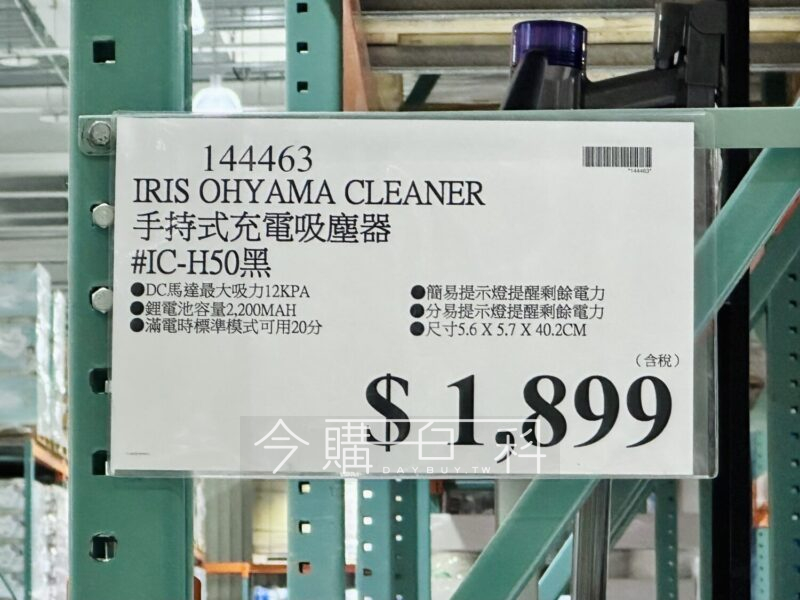 144463
*144463*
IRIS OHYAMA CLEANER
手持式充電吸塵器
#IC-H50黑
●DC馬達最大吸力12KPA
●鋰電池容量2,200MAH
●滿電時標準模式可用20分
●簡易提示燈提醒剩餘電力
●分易提示燈提醒剩餘電力
●尺寸5.6 X 5.7 X 40.2CM
(含稅)
$ 1,899
今購百科
DAYBUY.TW